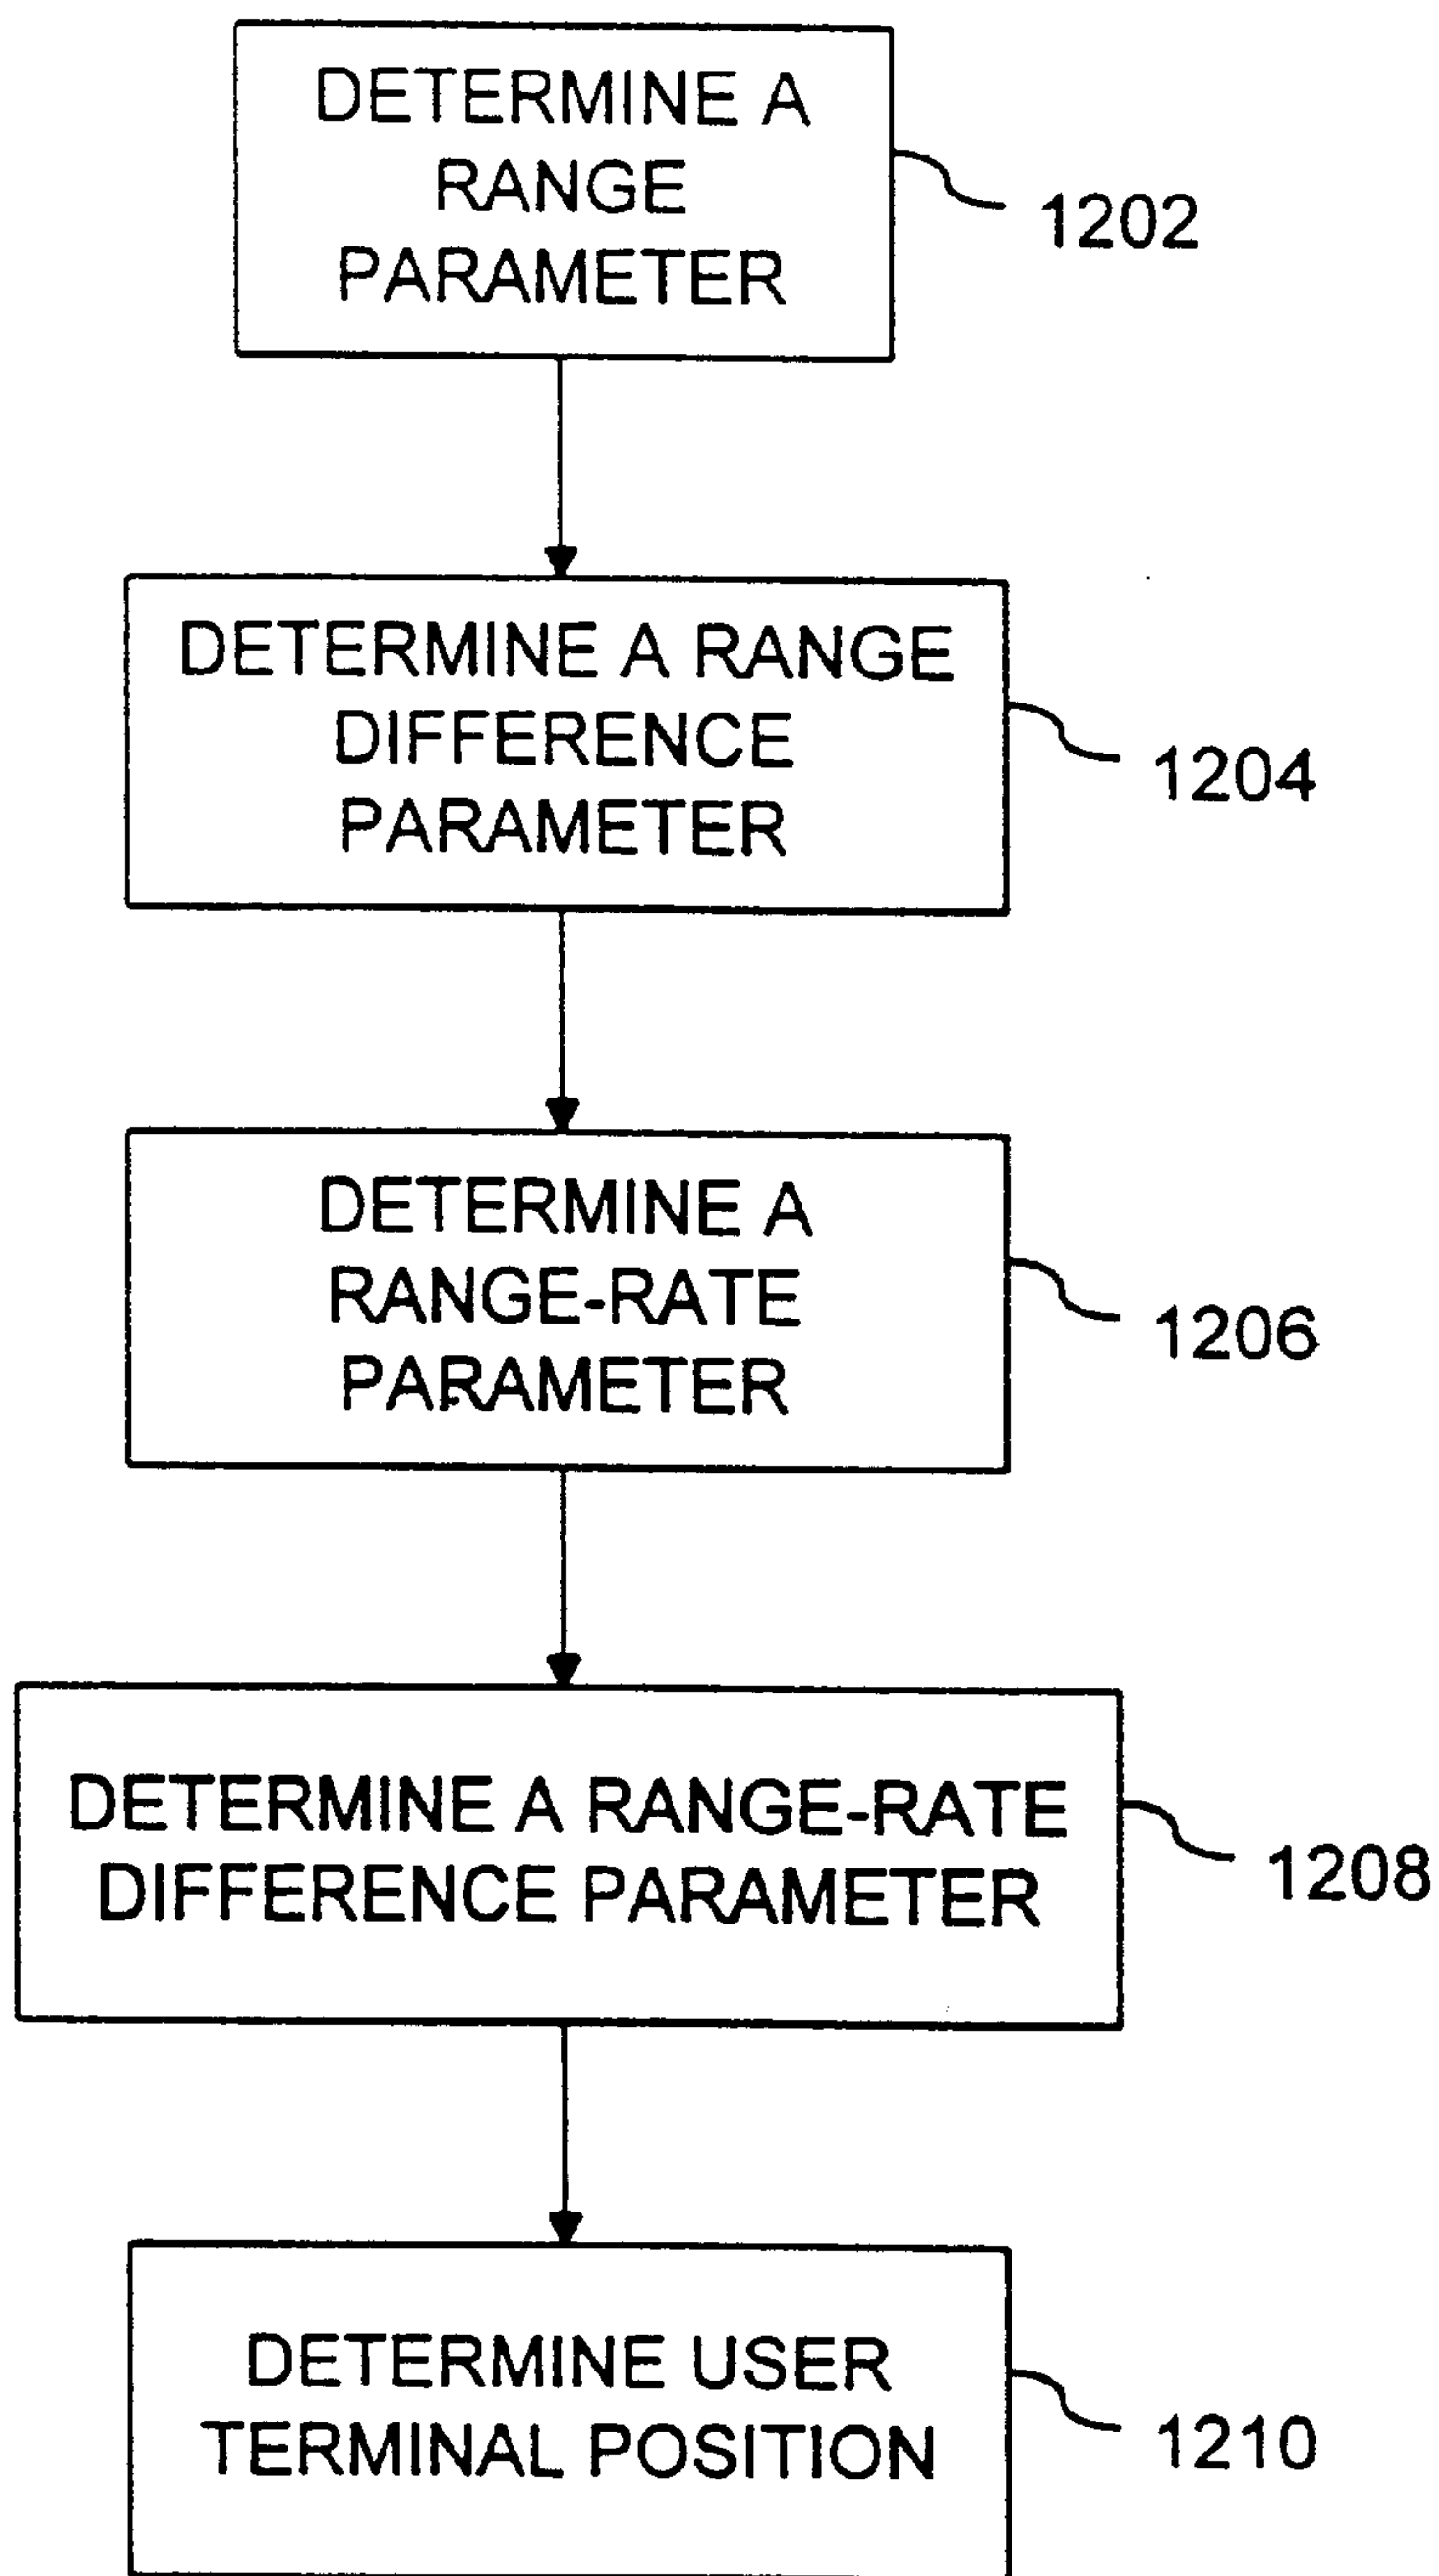 DETERMINE A
RANGE
PARAMETER
1202
DETERMINE A RANGE
DIFFERENCE
PARAMETER
1204
DETERMINE A
RANGE-RATE
PARAMETER
1206
DETERMINE A RANGE-RATE
DIFFERENCE PARAMETER
1208
DETERMINE USER
TERMINAL POSITION
1210